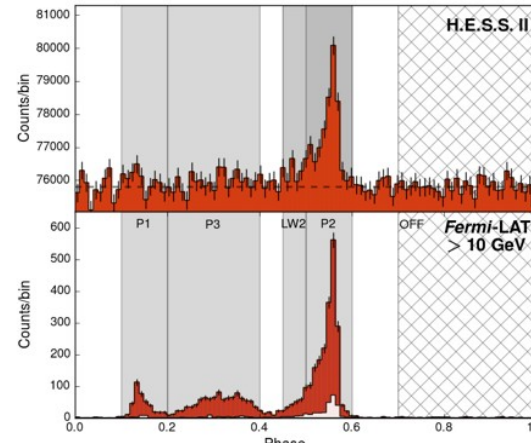 81000
80000
79000
78000
77000
76000
Counts/bin
H.E.S.S. II
P1
P3
LW2
P2
OFF
Fermi-LAT
> 10 GeV
600
500
400
300
200
100
0
Counts/bin
0.0
0.2
0.4
0.6
0.8
Phase